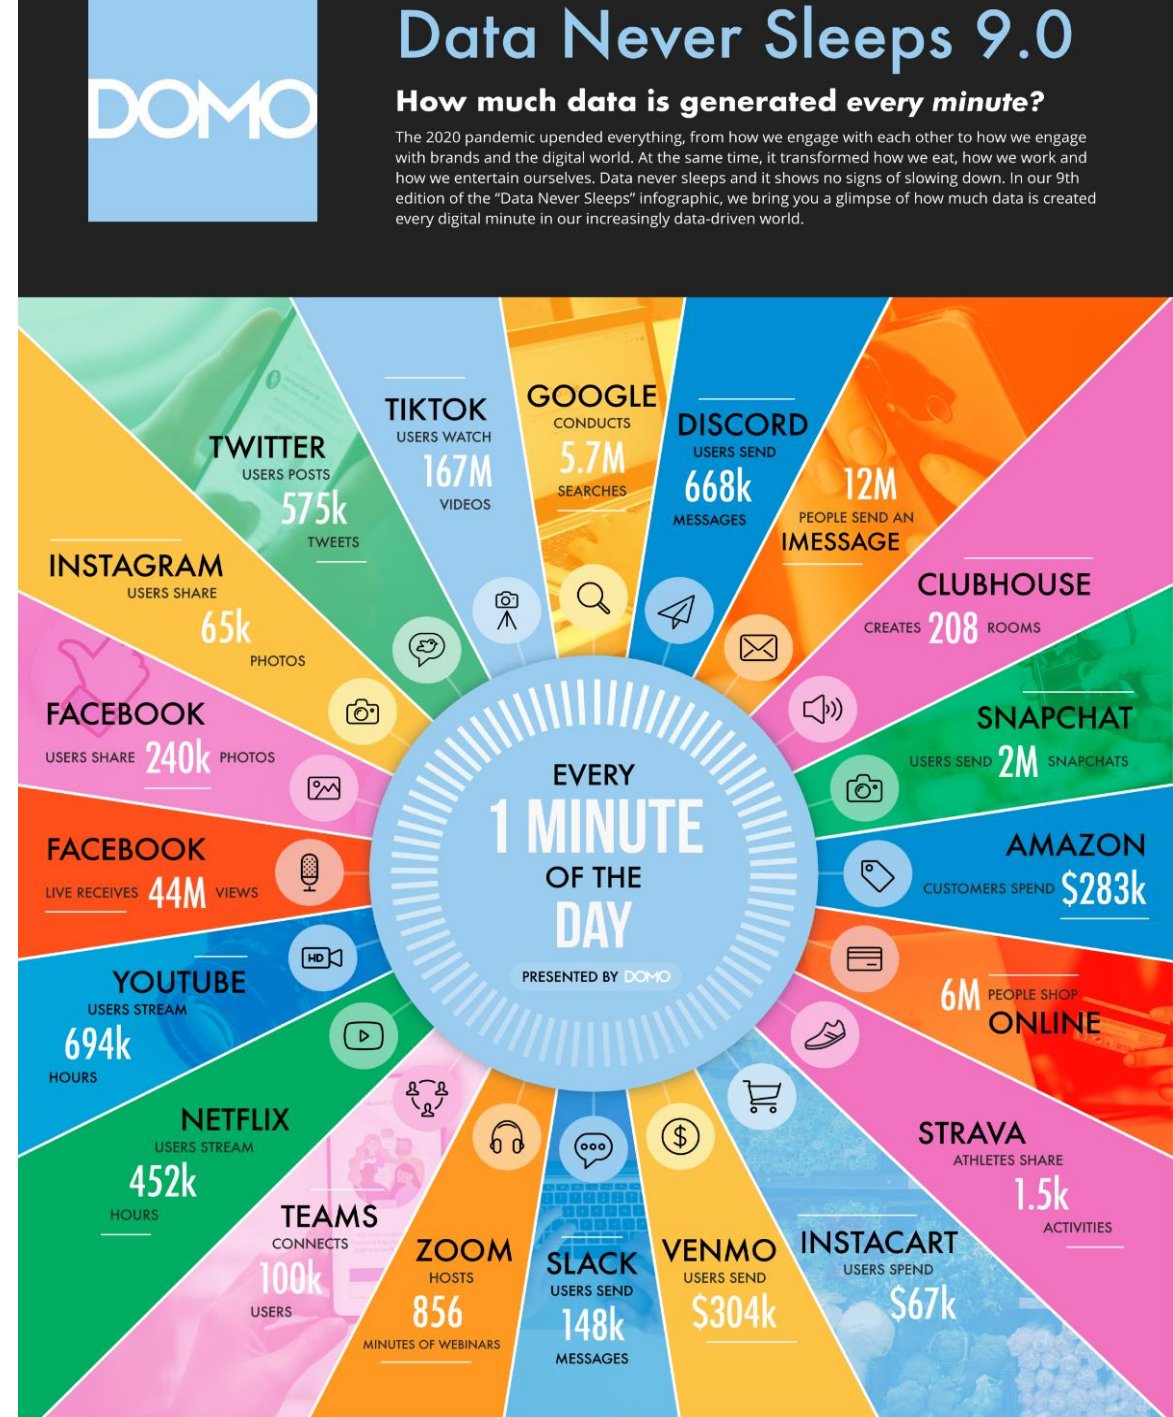 DOMO
Data Never Sleeps 9.0
How much data is generated every minute?
The 2020 pandemic upended everything, from how we engage with each other to how we engage
with brands and the digital world. At the same time, it transformed how we eat, how we work and
how we entertain ourselves. Data never sleeps and it shows no signs of slowing down. In our 9th
edition of the “Data Never Sleeps” infographic, we bring you a glimpse of how much data is created
every digital minute in our increasingly data-driven world.
EVERY
1 MINUTE
OF THE
DAY
PRESENTED BY DOMO
GOOGLE
CONDUCTS
5.7M
SEARCHES
DISCORD
USERS SEND
668k
MESSAGES
12M
PEOPLE SEND AN
IMESSAGE
CLUBHOUSE
CREATES 208 ROOMS
SNAPCHAT
USERS SEND 2M SNAPCHATS
AMAZON
CUSTOMERS SPEND $283k
6M PEOPLE SHOP
ONLINE
STRAVA
ATHLETES SHARE
1.5k
ACTIVITIES
INSTACART
USERS SPEND
$67k
VENMO
USERS SEND
$304k
SLACK
USERS SEND
148k
MESSAGES
ZOOM
HOSTS
856
MINUTES OF WEBINARS
TEAMS
CONNECTS
100k
USERS
NETFLIX
USERS STREAM
452k
HOURS
YOUTUBE
USERS STREAM
694k
HOURS
HD
FACEBOOK
LIVE RECEIVES 44M VIEWS
FACEBOOK
USERS SHARE 240k PHOTOS
INSTAGRAM
USERS SHARE
65k
PHOTOS
TWITTER
USERS POSTS
575k
TWEETS
TIKTOK
USERS WATCH
167M
VIDEOS